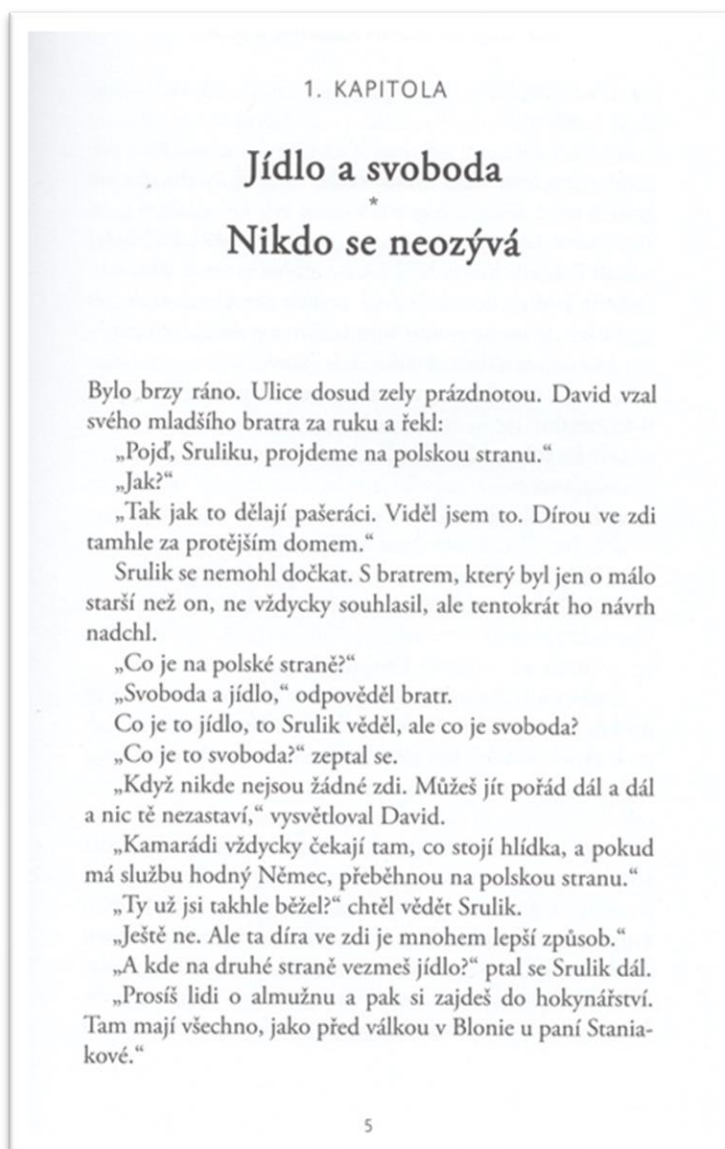 1. KAPITOLA
Jídlo a svoboda
*
Nikdo se neozývá
Bylo brzy ráno. Ulice dosud zely prázdnotou. David vzal
svého mladšího bratra za ruku a řekl:
„Pojď, Sruliku, projdeme na polskou stranu.“
„Jak?“
„Tak jak to dělají pašeráci. Viděl jsem to. Dírou ve zdi
tamhle za protějším domem.“
Srulik se nemohl dočkat. S bratrem, který byl jen o málo
starší než on, ne vždycky souhlasil, ale tentokrát ho návrh
nadchl.
„Co je na polské straně?“
„Svoboda a jídlo,“ odpověděl bratr.
Co je to jídlo, to Srulik věděl, ale co je svoboda?
„Co je to svoboda?“ zeptal se.
„Když nikde nejsou žádné zdi. Můžeš jít pořád dál a dál
a nic tě nezastaví,“ vysvětloval David.
„Kamarádi vždycky čekají tam, co stojí hlídka, a pokud
má službu hodný Němec, přeběhnou na polskou stranu.“
„Ty už jsi takhle běžel?“ chtěl vědět Srulik.
„Ještě ne. Ale ta díra ve zdi je mnohem lepší způsob.“
„A kde na druhé straně vezmeš jídlo?“ ptal se Srulik dál.
„Prosíš lidi o almužnu a pak si zajdeš do hokynářství.
Tam mají všechno, jako před válkou v Blonie u paní Stania-
kové.“
5